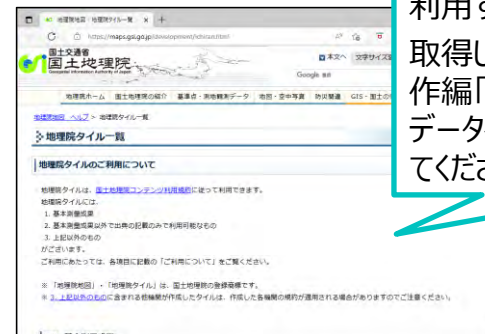 地理院地図・地理院タイル一覧
https://maps.gsi.go.jp/development/ichiran.html
国土交通省
国土地理院
Geospatial Information Authority of Japan
本文へ
文字サイズ変
Google
地理院ホーム 国土地理院の紹介 基準点・測地観測データ 地図・空中写真 防災関連 GIS・国土の
地理院地図 ヘルプ > 地理院タイル一覧
地理院タイル一覧
地理院タイルのご利用について
地理院タイルは、国土地理院コンテンツ利用規約に従って利用できます。
地理院タイルには、
1. 基本測量成果
2. 基本測量成果以外で出典の記載のみで利用可能なもの
3. 上記以外のもの
がございます。
ご利用にあたっては、各項目に記載の「ご利用について」をご覧ください。
※ 「地理院地図」・「地理院タイル」は、国土地理院の登録商標です。
※ 3. 上記以外のものに含まれる他機関が作成したタイルは、作成した各機関の規約が適用される場合がありますのでご注意ください。
利用す
取得し
作編「
データ
てくださ